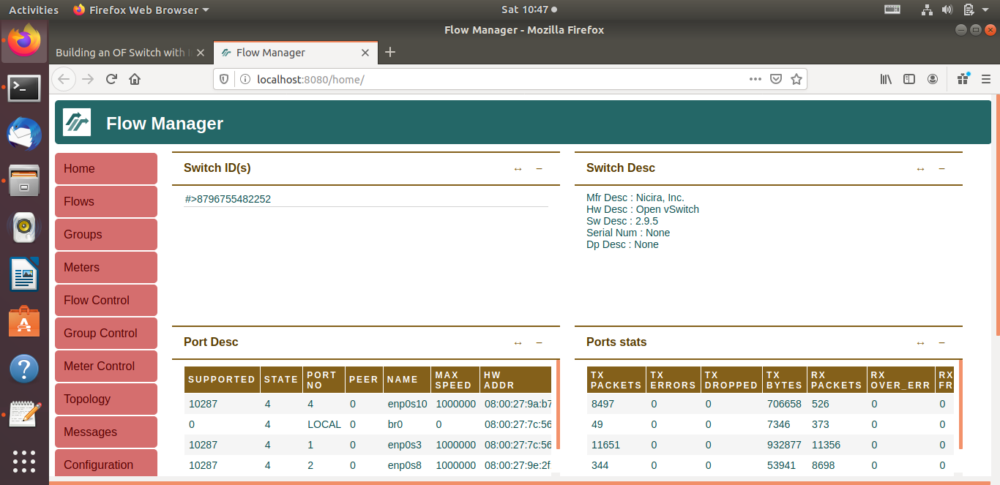 Activities Firefox Web Browser Sat 10:47
Flow Manager - Mozilla Firefox
Building an OF Switch with Flow Manager
localhost:8080/home/
Flow Manager
Home
Flows
Groups
Meters
Flow Control
Group Control
Meter Control
Topology
Messages
Configuration
Switch ID(s)
#>8796755482252
Switch Desc
Mfr Desc : Nicira, Inc.
Hw Desc : Open vSwitch
Sw Desc : 2.9.5
Serial Num : None
Dp Desc : None
Port Desc
SUPPORTED STATE PORT NO PEER NAME MAX SPEED HW ADDR
10287 4 4 0 enp0s10 1000000 08:00:27:9a:b7
0 4 LOCAL 0 br0 0 08:00:27:7c:56
10287 4 1 0 enp0s3 1000000 08:00:27:7c:56
10287 4 2 0 enp0s8 1000000 08:00:27:9e:2f
Ports stats
TX PACKETS TX ERRORS TX DROPPED TX BYTES RX PACKETS RX OVER_ERR RX FR
8497 0 0 706658 526 0 0
49 0 0 7346 373 0 0
11651 0 0 932877 11356 0 0
344 0 0 53941 8698 0 0